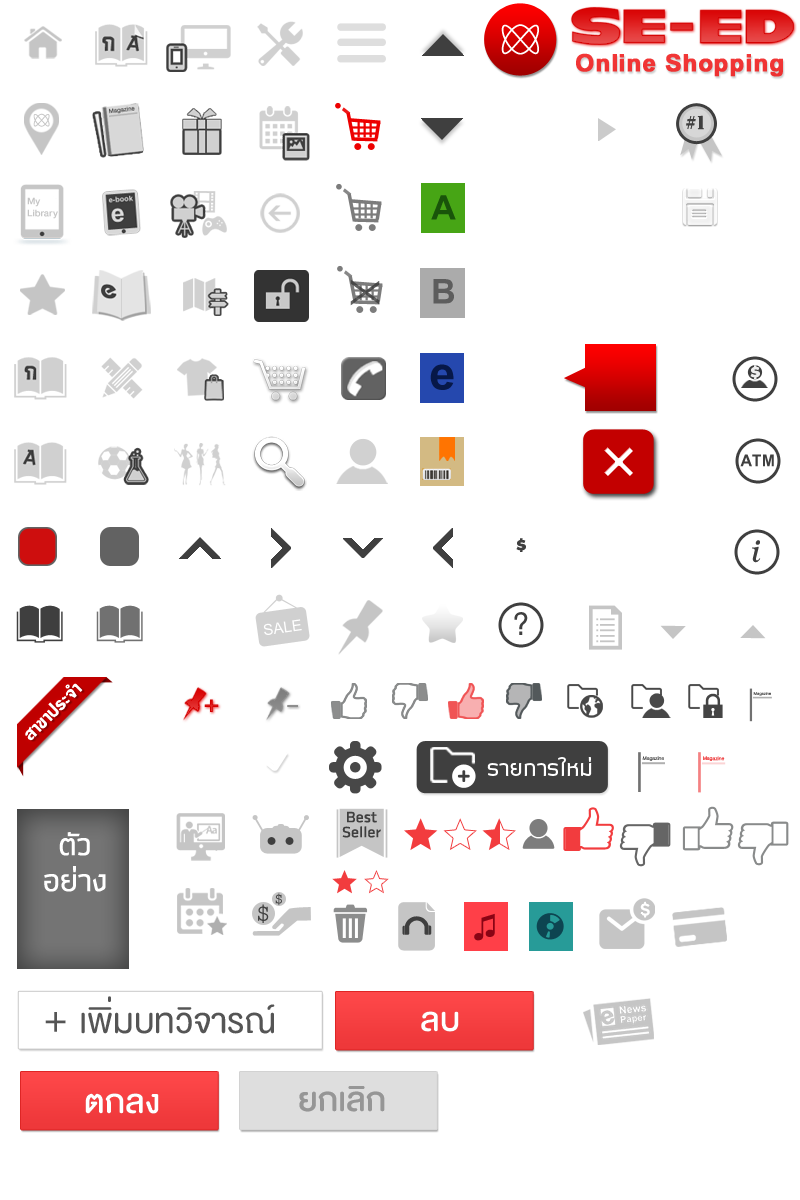 ก
SE-ED
Online Shopping
Magazine
#1
My
Library
e-book
e
A
e
B
ก
e
$
A
ATM
$
i
SALE
?
สาขาประจำ
Magazine
รายการใหม่
Magazine
Magazine
Aa
Best
Seller
ตัว
อย่าง
$
$
$
+ เพิ่มบทวิจารณ์
ลบ
e News
Paper
ตกลง
ยกเลิก